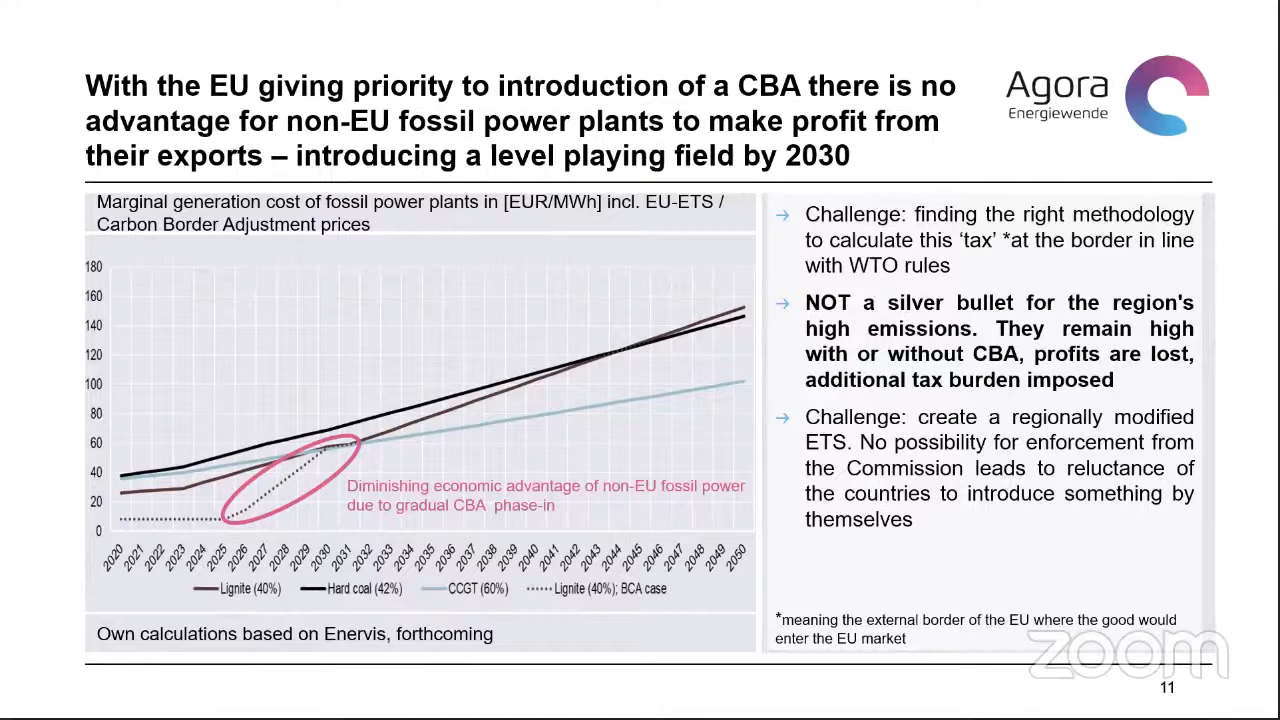 With the EU giving priority to introduction of a CBA there is no
advantage for non-EU fossil power plants to make profit from
their exports – introducing a level playing field by 2030
Agora
Energiewende
Marginal generation cost of fossil power plants in [EUR/MWh] incl. EU-ETS /
Carbon Border Adjustment prices
180
160
140
120
100
80
60
40
20
0
Diminishing economic advantage of non-EU fossil power
due to gradual CBA phase-in
2020 2021 2022 2023 2024 2025 2026 2027 2028 2029 2030 2031 2032 2033 2034 2035 2036 2037 2038 2039 2040 2041 2042 2043 2044 2045 2046 2047 2048 2049 2050
Lignite (40%) Hard coal (42%) CCGT (60%) Lignite (40%); BCA case
Own calculations based on Enervis, forthcoming
→ Challenge: finding the right methodology
to calculate this ‘tax’ *at the border in line
with WTO rules
→ NOT a silver bullet for the region's
high emissions. They remain high
with or without CBA, profits are lost,
additional tax burden imposed
→ Challenge: create a regionally modified
ETS. No possibility for enforcement from
the Commission leads to reluctance of
the countries to introduce something by
themselves
*meaning the external border of the EU where the good would
enter the EU market
zoom
11